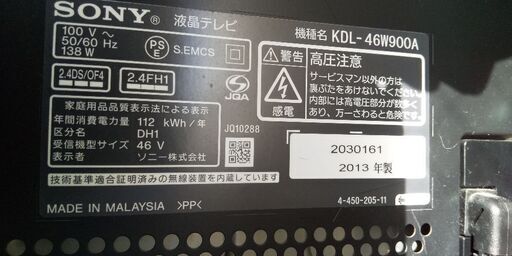 SONY® 液晶テレビ
機種名 KDL-46W900A
100 V ~
50/60 Hz
138 W
PS
E
S.EMCS
2.4DS/OF4
2.4FH1
JQA
警告
感電
高圧注意
サービスマン以外の方は
裏ぶたをあけないでください
内部には高電圧部分が数多く
あり、万一さわると危険です。
家庭用品品質表示法による表示
年間消費電力量 112 kWh/年
区分名 DH1
受信機型サイズ 46 V
ソニー株式会社
JQ10288
2030161
2013 年製
技術基準適合証明済みの無線装置を内蔵しています
MADE IN MALAYSIA >PP<
4-450-205-11